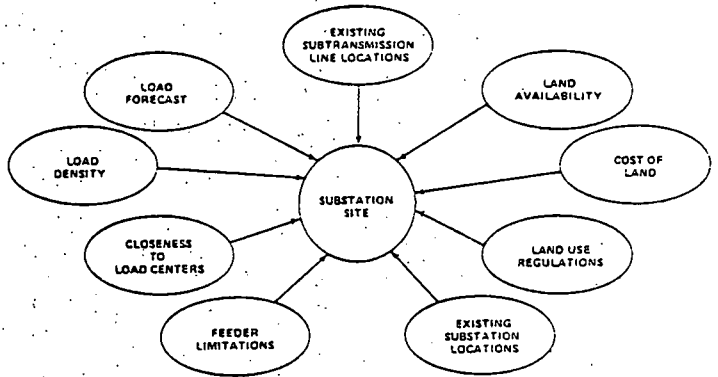 EXISTING
SUBTRANSMISSION
LINE LOCATIONS
LOAD
FORECAST
LAND
AVAILABILITY
LOAD
DENSITY
COST OF
LAND
SUBSTATION
SITE
CLOSENESS
TO
LOAD CENTERS
LAND USE
REGULATIONS
FEEDER
LIMITATIONS
EXISTING
SUBSTATION
LOCATIONS